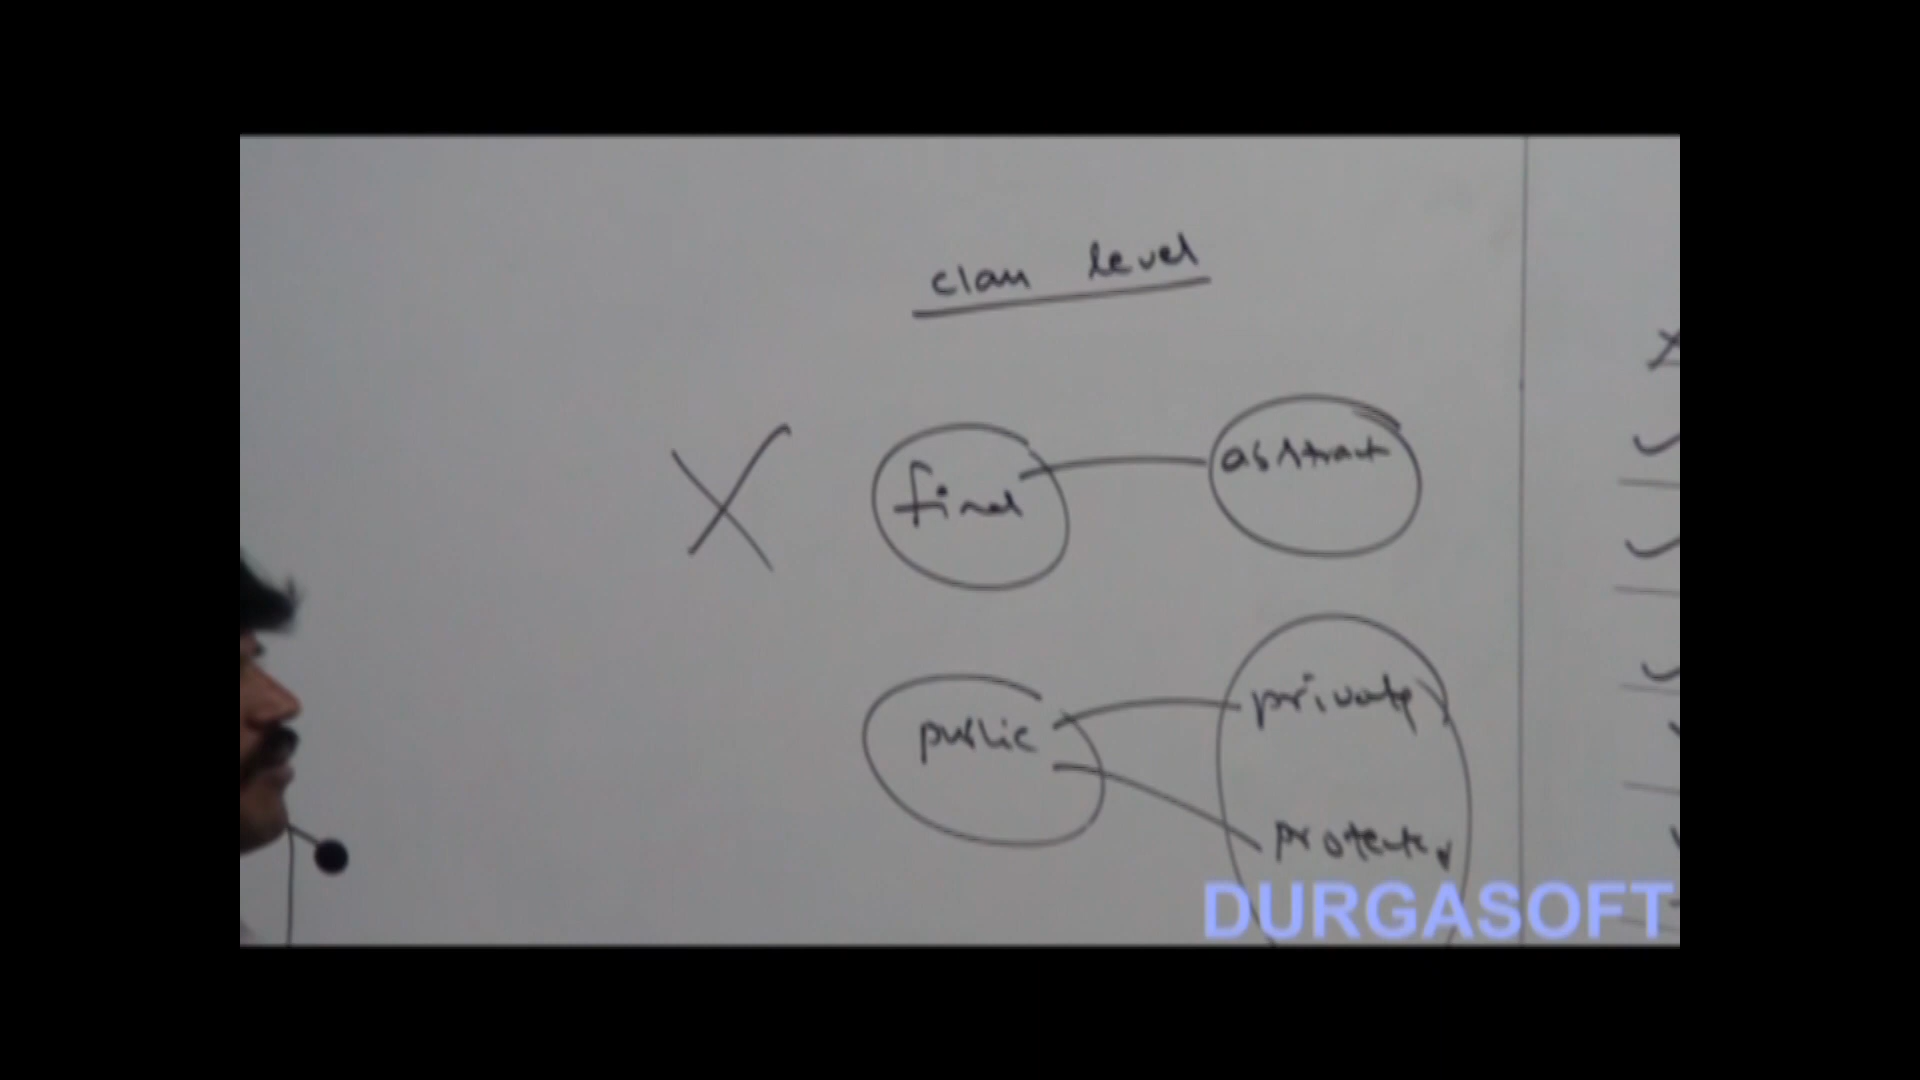 class level
X final abstract
public private
protected
DURGASOFT